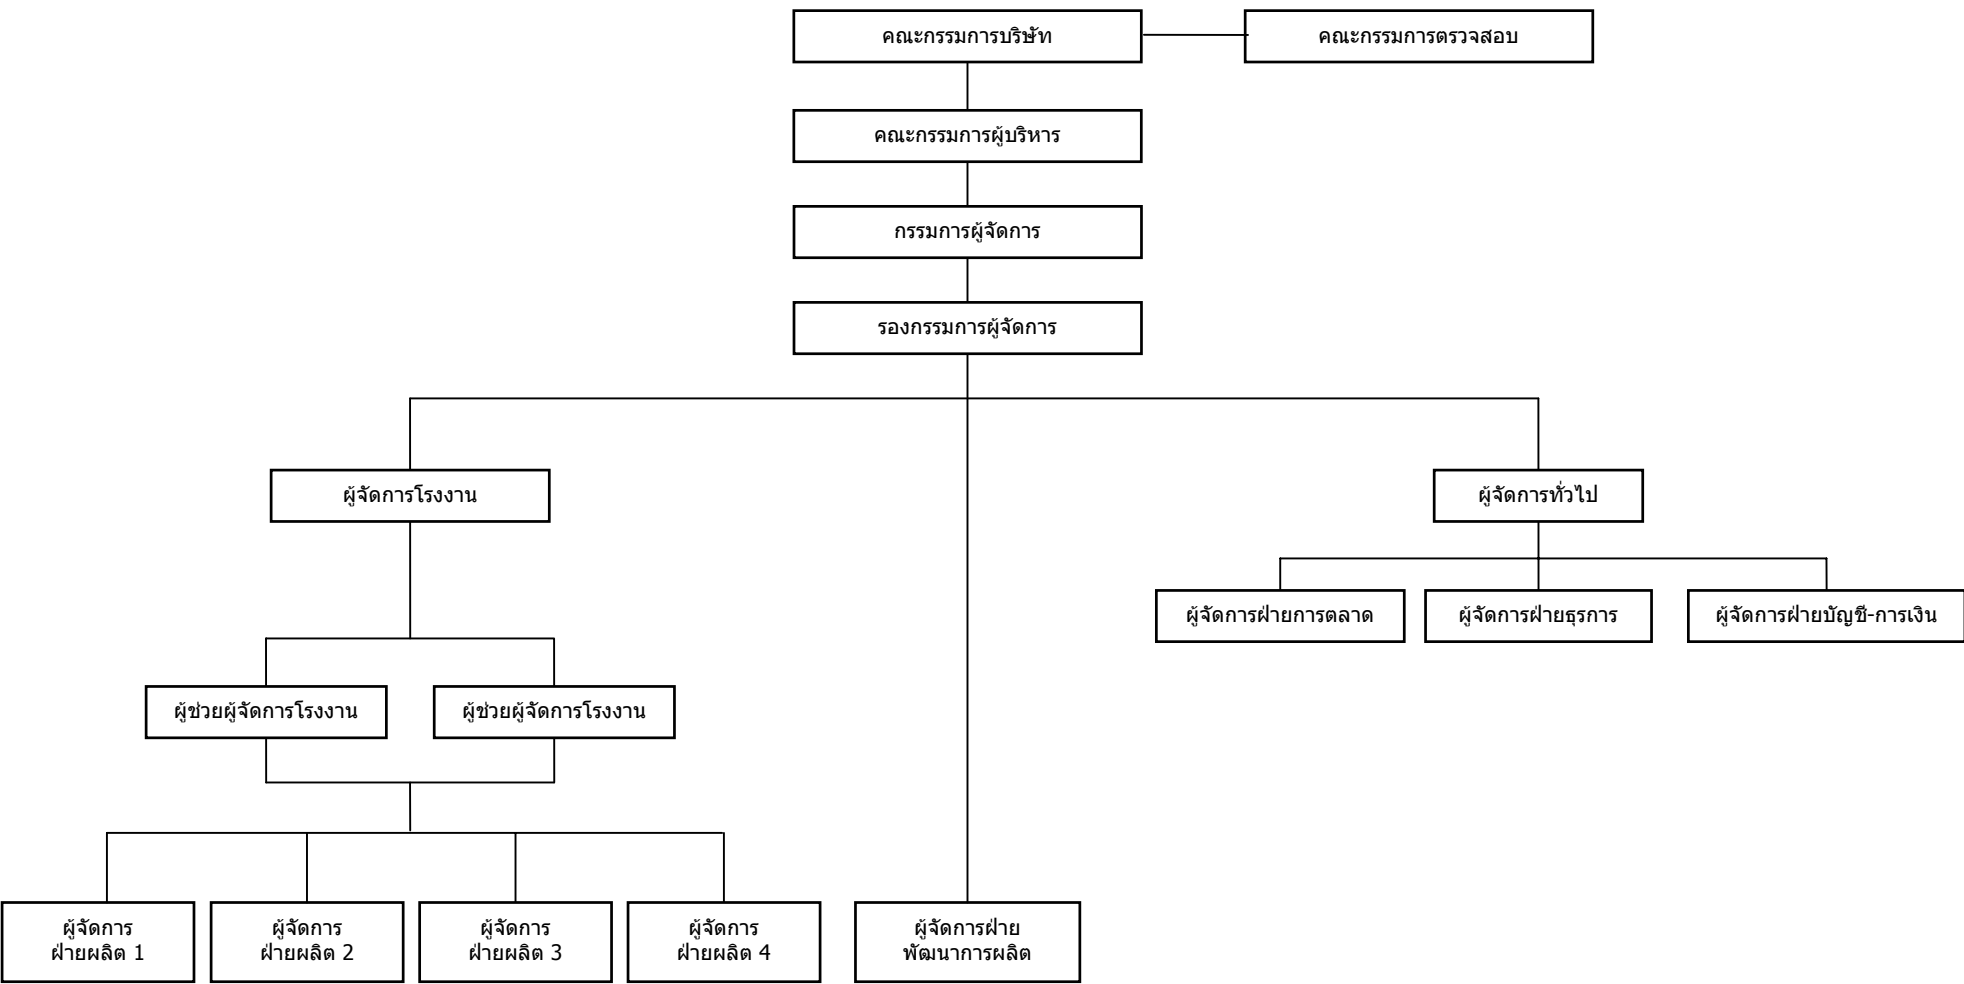 คณะกรรมการบริษัท
คณะกรรมการตรวจสอบ
คณะกรรมการผู้บริหาร
กรรมการผู้จัดการ
รองกรรมการผู้จัดการ
ผู้จัดการโรงงาน
ผู้จัดการทั่วไป
ผู้จัดการฝ่ายการตลาด
ผู้จัดการฝ่ายธุรการ
ผู้จัดการฝ่ายบัญชี-การเงิน
ผู้ช่วยผู้จัดการโรงงาน
ผู้ช่วยผู้จัดการโรงงาน
ผู้จัดการ
ฝ่ายผลิต 1
ผู้จัดการ
ฝ่ายผลิต 2
ผู้จัดการ
ฝ่ายผลิต 3
ผู้จัดการ
ฝ่ายผลิต 4
ผู้จัดการฝ่าย
พัฒนาการผลิต